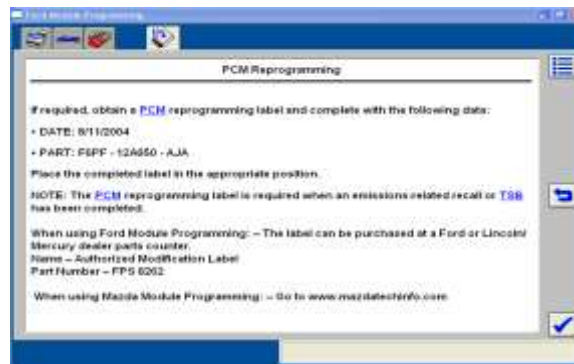 Ford Module Programming
PCM Reprogramming
If required, obtain a PCM reprogramming label and complete with the following data:
• DATE: 8/11/2004
• PART: F6PF - 12A650 - AJA
Place the completed label in the appropriate position.
NOTE: The PCM reprogramming label is required when an emissions related recall or TSB
has been completed.
When using Ford Module Programming: – The label can be purchased at a Ford or Lincoln/
Mercury dealer parts counter.
Name – Authorized Modification Label
Part Number – FPS 8262
When using Mazda Module Programming: – Go to www.mazdatechinfo.com